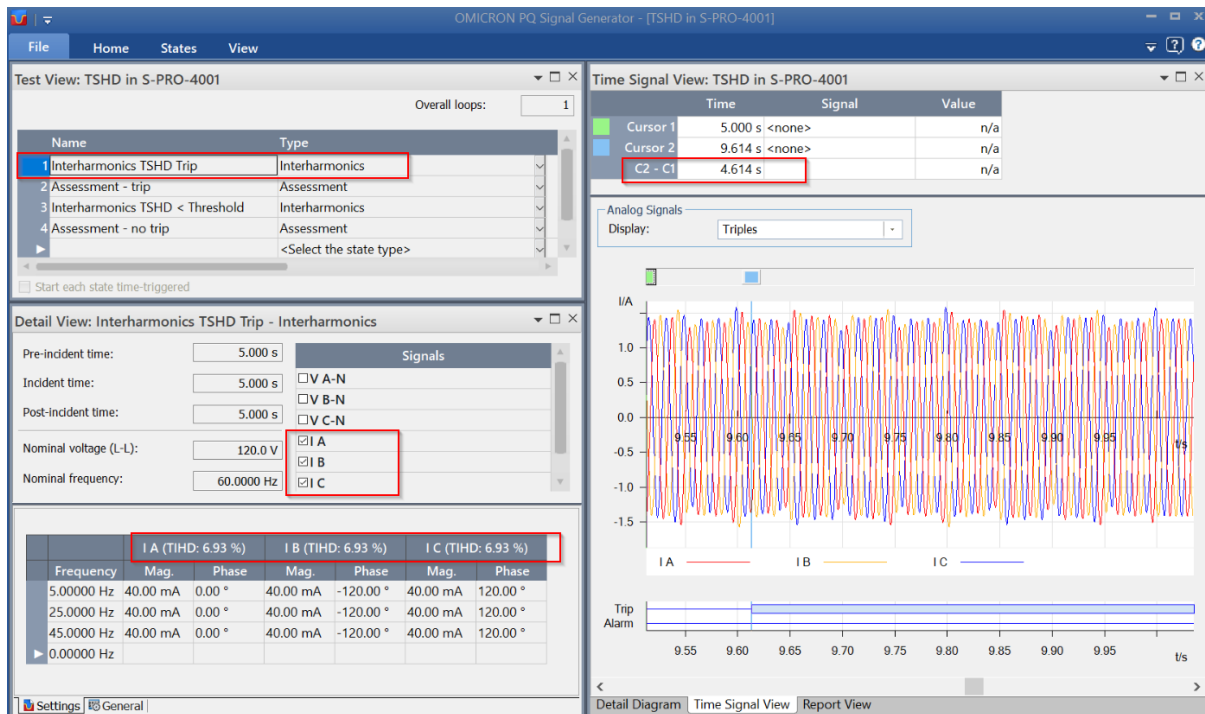 OMICRON PQ Signal Generator - [TSHD in S-PRO-4001]
File Home States View
Test View: TSHD in S-PRO-4001
Overall loops: 1
Name Type
1 Interharmonics TSHD Trip Interharmonics
2 Assessment - trip Assessment
3 Interharmonics TSHD < Threshold Interharmonics
4 Assessment - no trip Assessment
<Select the state type>
Start each state time-triggered
Detail View: Interharmonics TSHD Trip - Interharmonics
Pre-incident time: 5.000 s
Incident time: 5.000 s
Post-incident time: 5.000 s
Nominal voltage (L-L): 120.0 V
Nominal frequency: 60.0000 Hz
Signals
V A-N
V B-N
V C-N
I A
I B
I C
I A (TIHD: 6.93 %) I B (TIHD: 6.93 %) I C (TIHD: 6.93 %)
Frequency Mag. Phase Mag. Phase Mag. Phase
5.0000 Hz 40.00 mA 0.00 ° 40.00 mA -120.00 ° 40.00 mA 120.00 °
25.0000 Hz 40.00 mA 0.00 ° 40.00 mA -120.00 ° 40.00 mA 120.00 °
45.0000 Hz 40.00 mA 0.00 ° 40.00 mA -120.00 ° 40.00 mA 120.00 °
0.0000 Hz
Settings General
Time Signal View: TSHD in S-PRO-4001
Time Signal Value
Cursor 1 5.000 s <none> n/a
Cursor 2 9.614 s <none> n/a
C2 - C1 4.614 s n/a
Analog Signals
Display: Triples
I/A
1.0
0.5
0.0
9.55 9.60 9.65 9.70 9.75 9.80 9.85 9.90 9.95 t/s
-0.5
-1.0
-1.5
I A I B I C
Trip
Alarm
9.55 9.60 9.65 9.70 9.75 9.80 9.85 9.90 9.95 t/s
Detail Diagram Time Signal View Report View